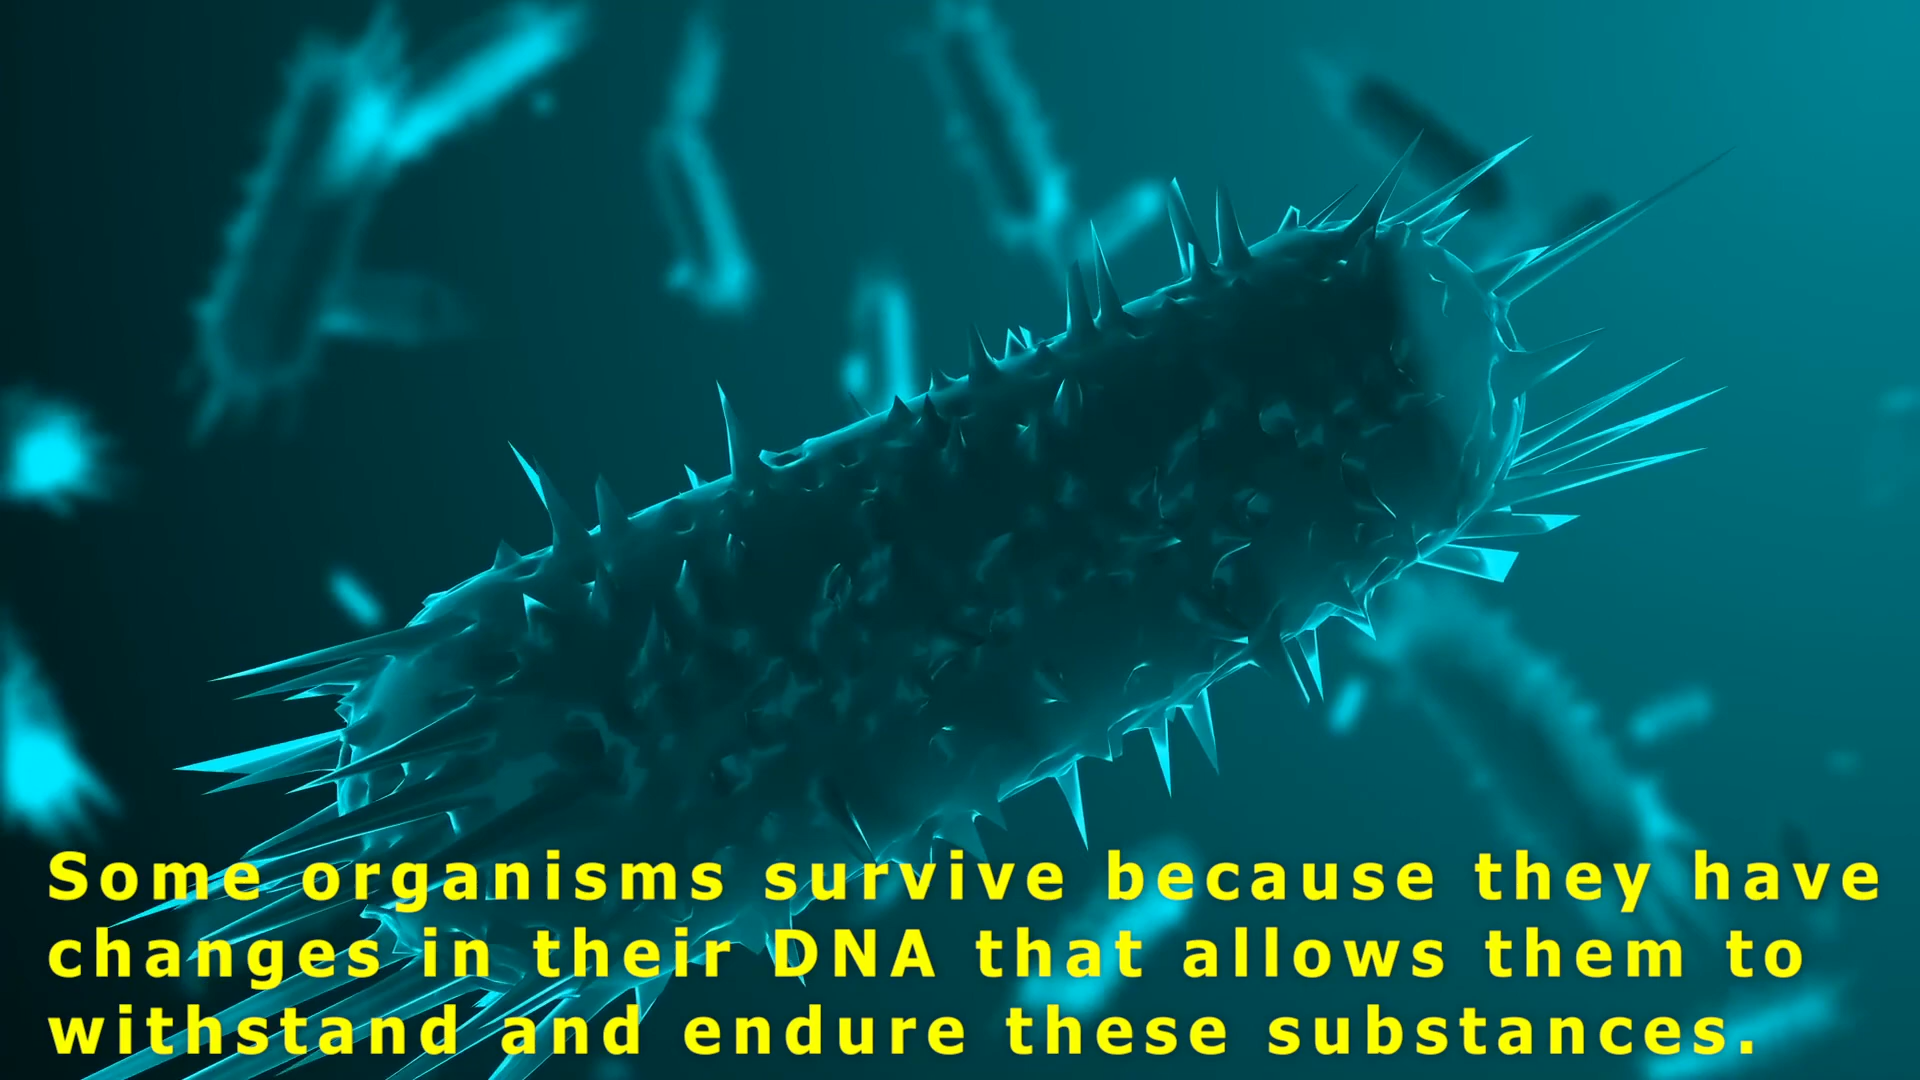 Some organisms survive because they have
changes in their DNA that allows them to
withstand and endure these substances.